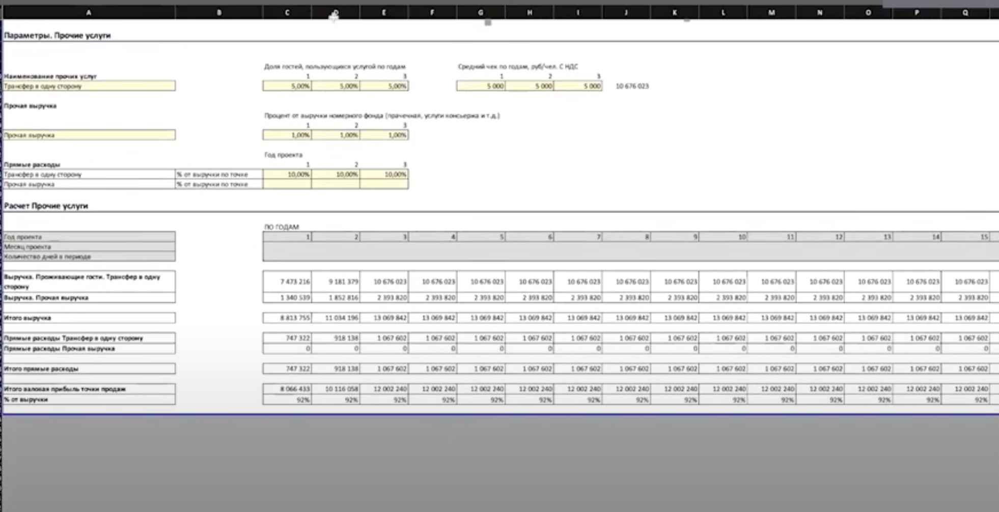 A B C D E F G H I J K L M N O P Q
Параметры. Прочие услуги
Доля гостей, пользующихся услугой по годам Средний чек по годам, руб/чел. С НДС
Наименование прочих услуг 1 2 3 1 2 3
Трансфер в одну сторону 5,00% 5,00% 5,00% 5 000 5 000 5 000 10 676 023
Прочая выручка
Процент от выручки номерного фонда (прачечная, услуги консьержа и т.д.)
1 2 3
Прочая выручка 1,00% 1,00% 1,00%
Год проекта
Прямые расходы 1 2 3
Трансфер в одну сторону % от выручки по точке 10,00% 10,00% 10,00%
Прочая выручка % от выручки по точке
Расчет Прочие услуги
ПО ГОДАМ
Год проекта 1 2 3 4 5 6 7 8 9 10 11 12 13 14 15
Месяц проекта
Количество дней в периоде
Выручка. Проживающие гости. Трансфер в одну
сторону 7 473 216 9 181 379 10 676 023 10 676 023 10 676 023 10 676 023 10 676 023 10 676 023 10 676 023 10 676 023 10 676 023 10 676 023 10 676 023 10 676 023 10 676 023
Выручка. Прочая выручка 1 340 539 1 852 816 2 393 820 2 393 820 2 393 820 2 393 820 2 393 820 2 393 820 2 393 820 2 393 820 2 393 820 2 393 820 2 393 820 2 393 820 2 393 820
Итого выручка 8 813 755 11 034 196 13 069 842 13 069 842 13 069 842 13 069 842 13 069 842 13 069 842 13 069 842 13 069 842 13 069 842 13 069 842 13 069 842 13 069 842 13 069 842
Прямые расходы Трансфер в одну сторону 747 322 918 138 1 067 602 1 067 602 1 067 602 1 067 602 1 067 602 1 067 602 1 067 602 1 067 602 1 067 602 1 067 602 1 067 602 1 067 602 1 067 602
Прямые расходы Прочая выручка 0 0 0 0 0 0 0 0 0 0 0 0 0 0 0
Итого прямые расходы 747 322 918 138 1 067 602 1 067 602 1 067 602 1 067 602 1 067 602 1 067 602 1 067 602 1 067 602 1 067 602 1 067 602 1 067 602 1 067 602 1 067 602
Итого валовая прибыль точки продаж 8 066 433 10 116 058 12 002 240 12 002 240 12 002 240 12 002 240 12 002 240 12 002 240 12 002 240 12 002 240 12 002 240 12 002 240 12 002 240 12 002 240 12 002 240
% от выручки 92% 92% 92% 92% 92% 92% 92% 92% 92% 92% 92% 92% 92% 92% 92%